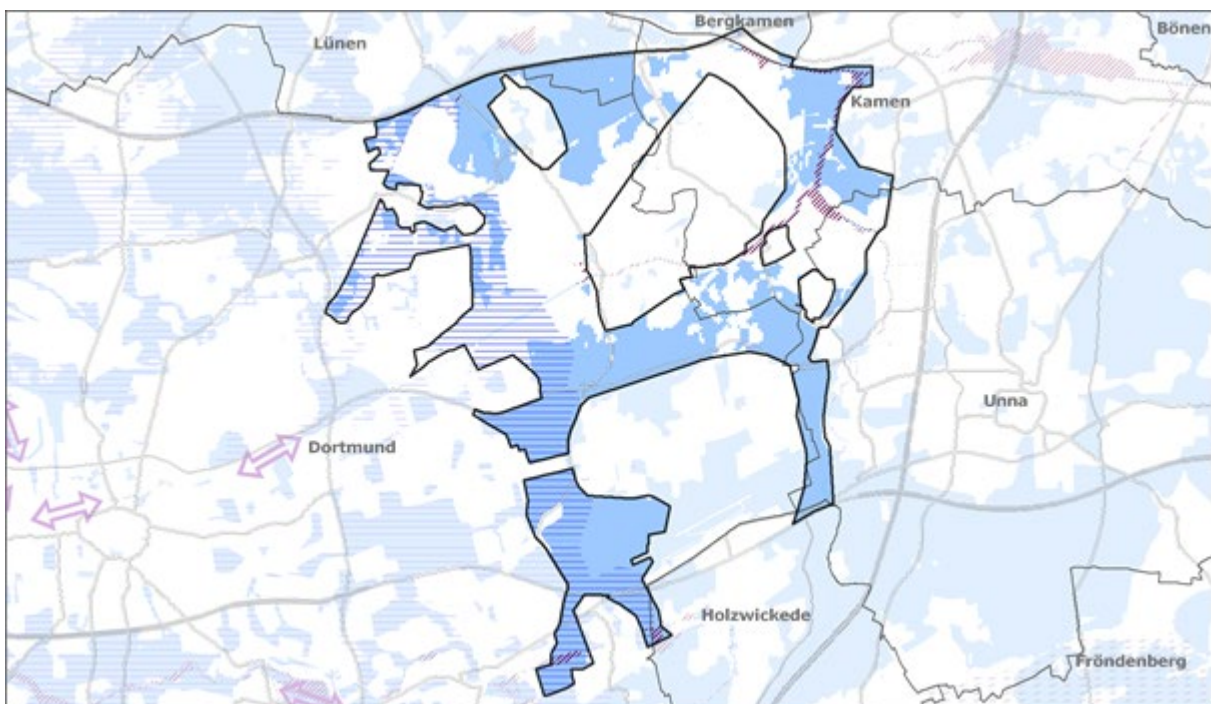 Bergkamen
Bönen
Lünen
Kamen
Unna
Dortmund
Holzwickede
Fröndenberg